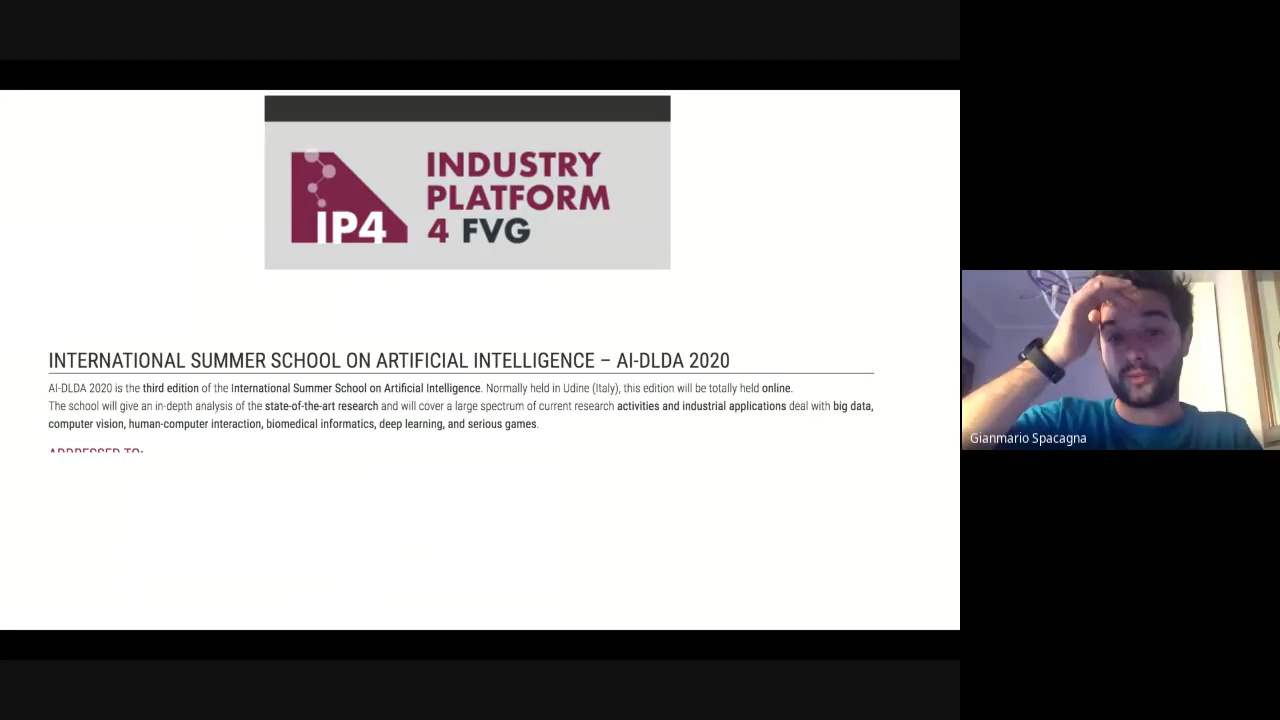 IP4
INDUSTRY
PLATFORM
4 FVG
INTERNATIONAL SUMMER SCHOOL ON ARTIFICIAL INTELLIGENCE – AI-DLDA 2020
AI-DLDA 2020 is the third edition of the International Summer School on Artificial Intelligence. Normally held in Udine (Italy), this edition will be totally held online.
The school will give an in-depth analysis of the state-of-the-art research and will cover a large spectrum of current research activities and industrial applications deal with big data,
computer vision, human-computer interaction, biomedical informatics, deep learning, and serious games.
ADDRESSED TO:
Gianmario Spacagna